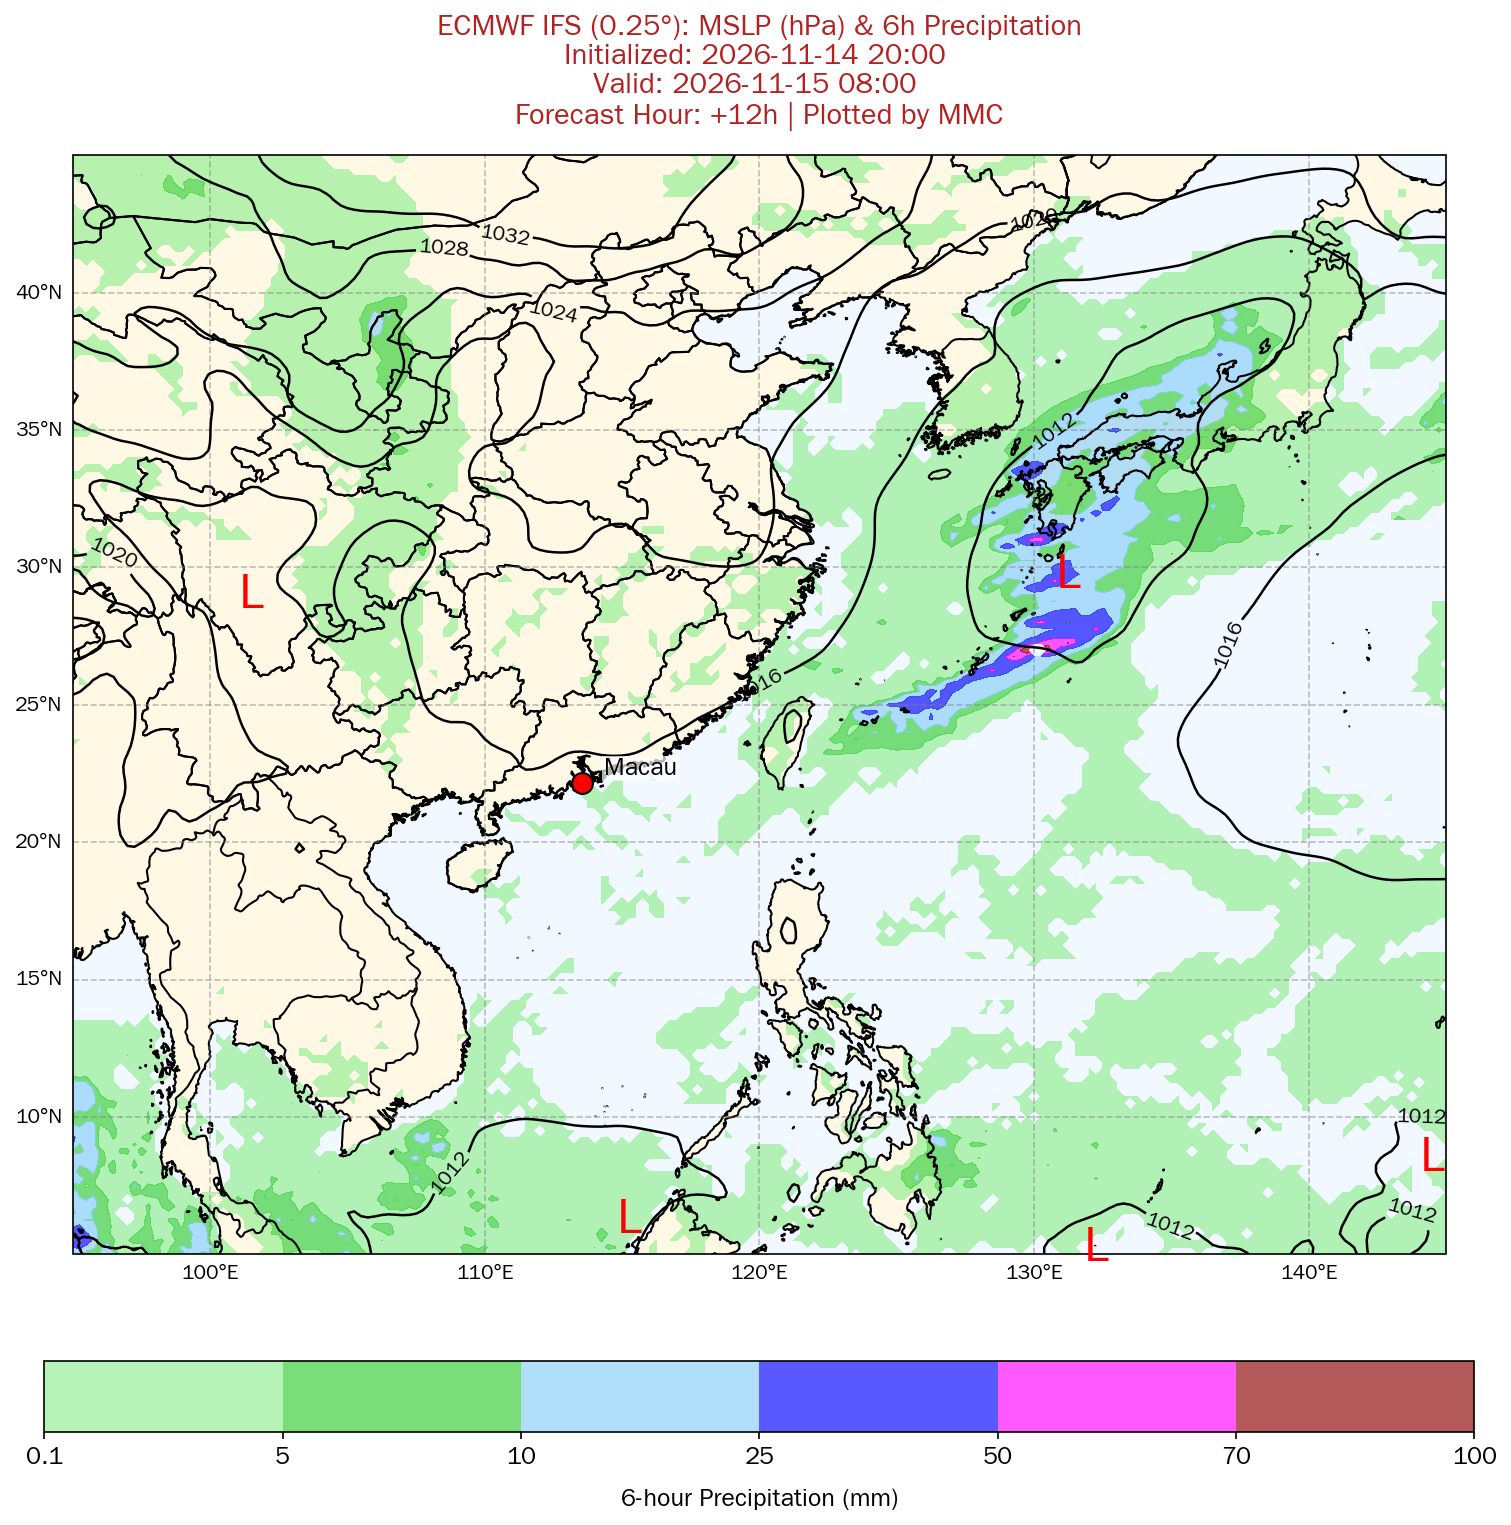 ECMWF IFS (0.25°): MSLP (hPa) & 6h Precipitation
Initialized: 2026-11-14 20:00
Valid: 2026-11-15 08:00
Forecast Hour: +12h | Plotted by MMC
1020
1032
1028
40°N
1024
35°N
1012
1020
30°N
L
L
1016
1016
25°N
Macau
20°N
15°N
10°N
1012
1012
L
1012
L
1012
L
100°E 110°E 120°E 130°E 140°E
0.1 5 10 25 50 70 100
6-hour Precipitation (mm)